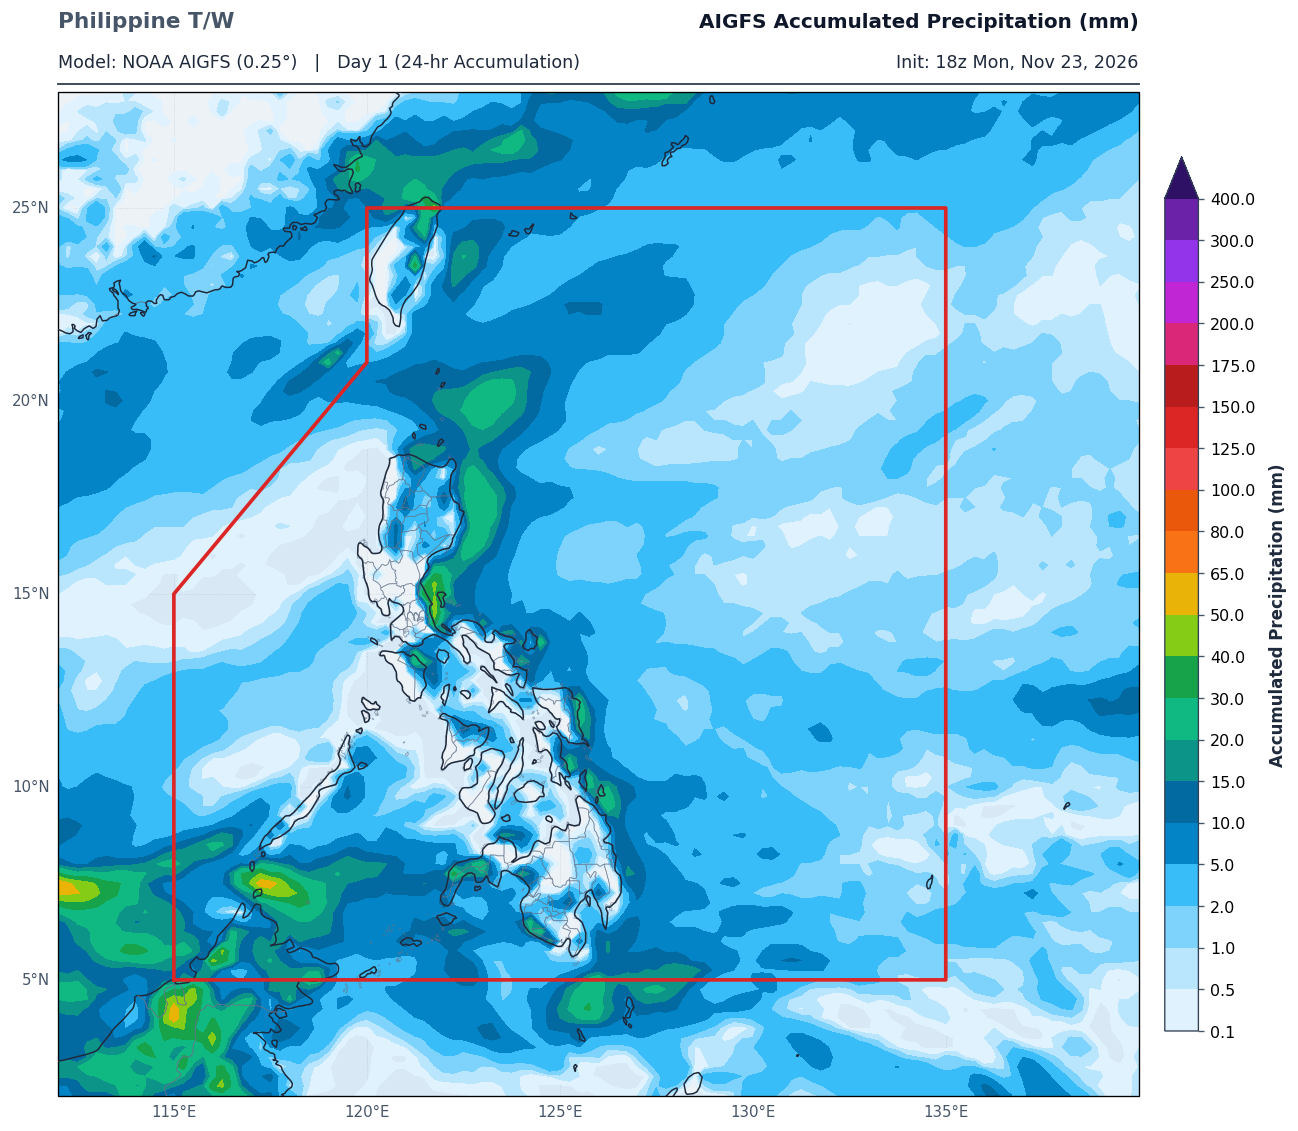 Philippine T/W
AIGFS Accumulated Precipitation (mm)
Model: NOAA AIGFS (0.25°) | Day 1 (24-hr Accumulation)
Init: 18z Mon, Nov 23, 2026
25°N
20°N
15°N
10°N
5°N
115°E
120°E
125°E
130°E
135°E
400.0
300.0
250.0
200.0
175.0
150.0
125.0
100.0
80.0
65.0
50.0
40.0
30.0
20.0
15.0
10.0
5.0
2.0
1.0
0.5
0.1
Accumulated Precipitation (mm)